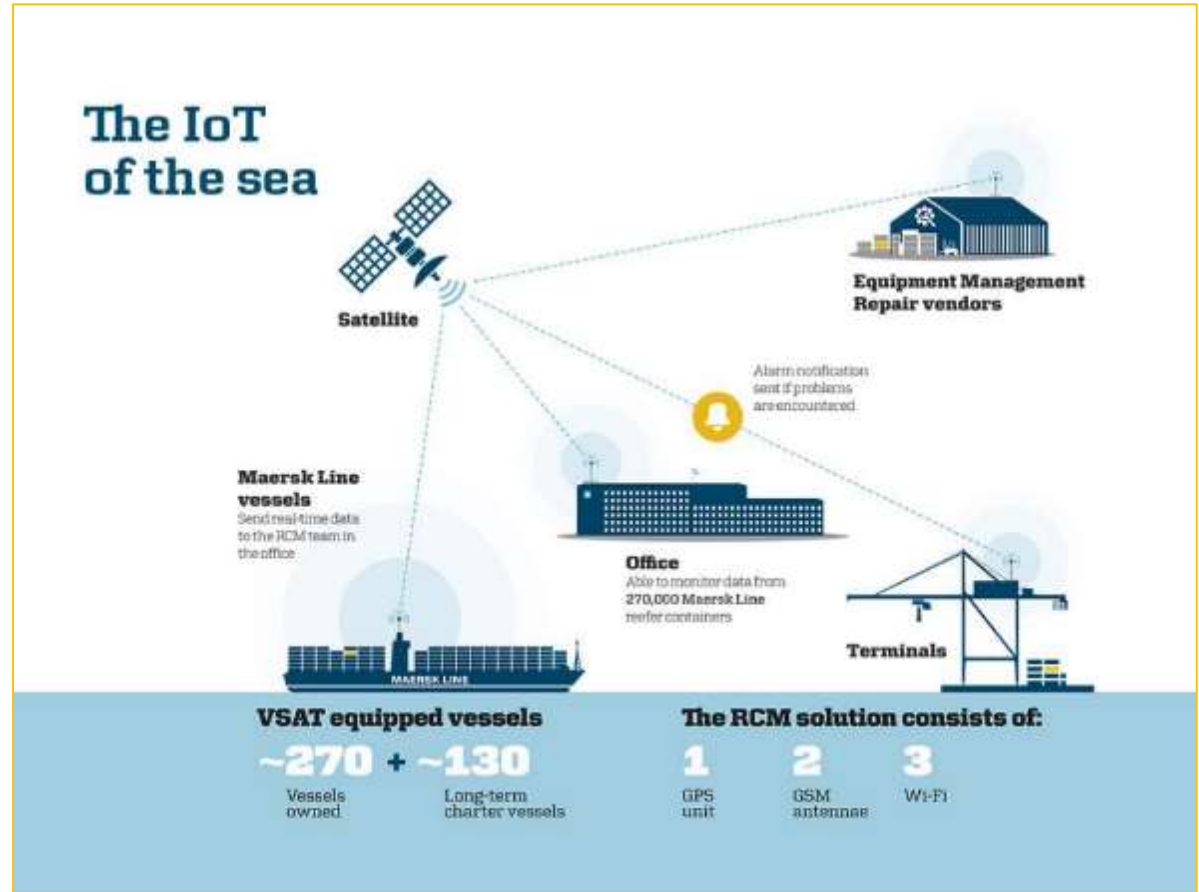 The IoT
of the sea
Satellite
Equipment Management
Repair vendors
Alarm notification
sent if problems
are encountered
Maersk Line
vessels
Send real-time data
to the RCM team in
the office
Office
Able to monitor data from
270,000 Maersk Line
reefer containers
Terminals
MAERSK LINE
VSAT equipped vessels
~270 + ~130
Vessels
owned
Long-term
charter vessels
The RCM solution consists of:
1
GPS
unit
2
GSM
antennae
3
Wi-Fi